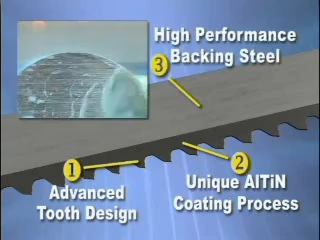 High Performance
Backing Steel
3
1
Advanced
Tooth Design
2
Unique AlTiN
Coating Process